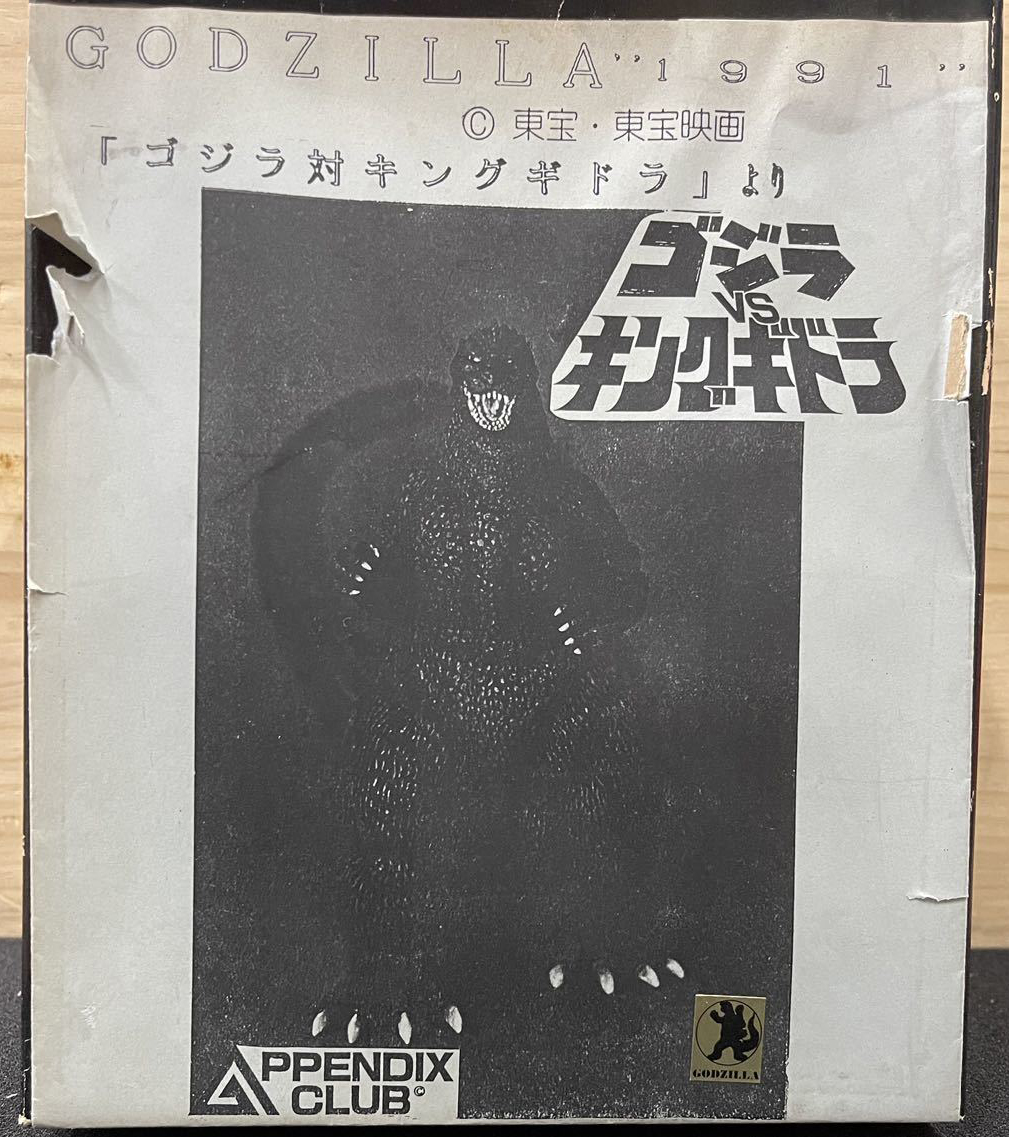 GODZILLA''1991''
© 東宝・東宝映画
「ゴジラ対キングギドラ」より
ゴジラ
VS
キングギドラ
APPENDIX
CLUB©
GODZILLA